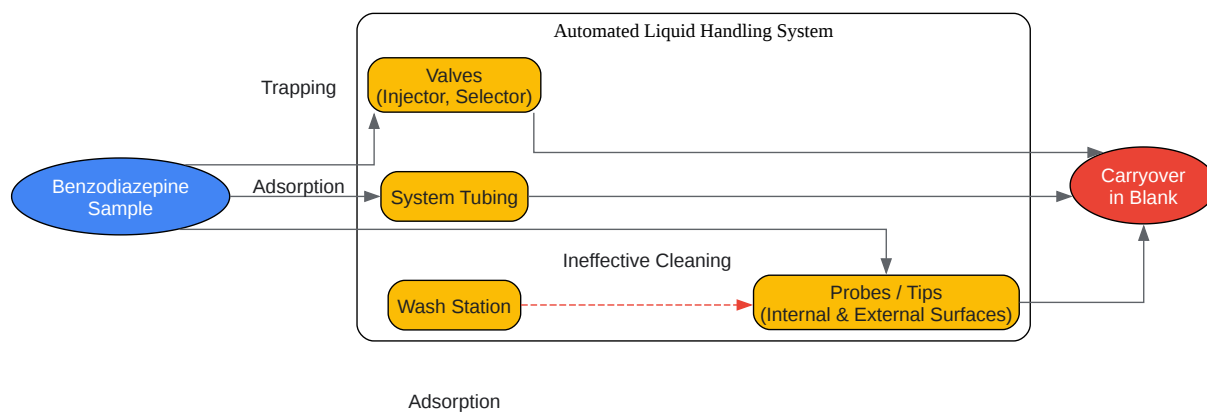 Automated Liquid Handling System
Trapping
Valves
(Injector, Selector)
Benzodiazepine
Sample
Adsorption
System Tubing
Carryover
in Blank
Ineffective Cleaning
Wash Station
Probes / Tips
(Internal & External Surfaces)
Adsorption